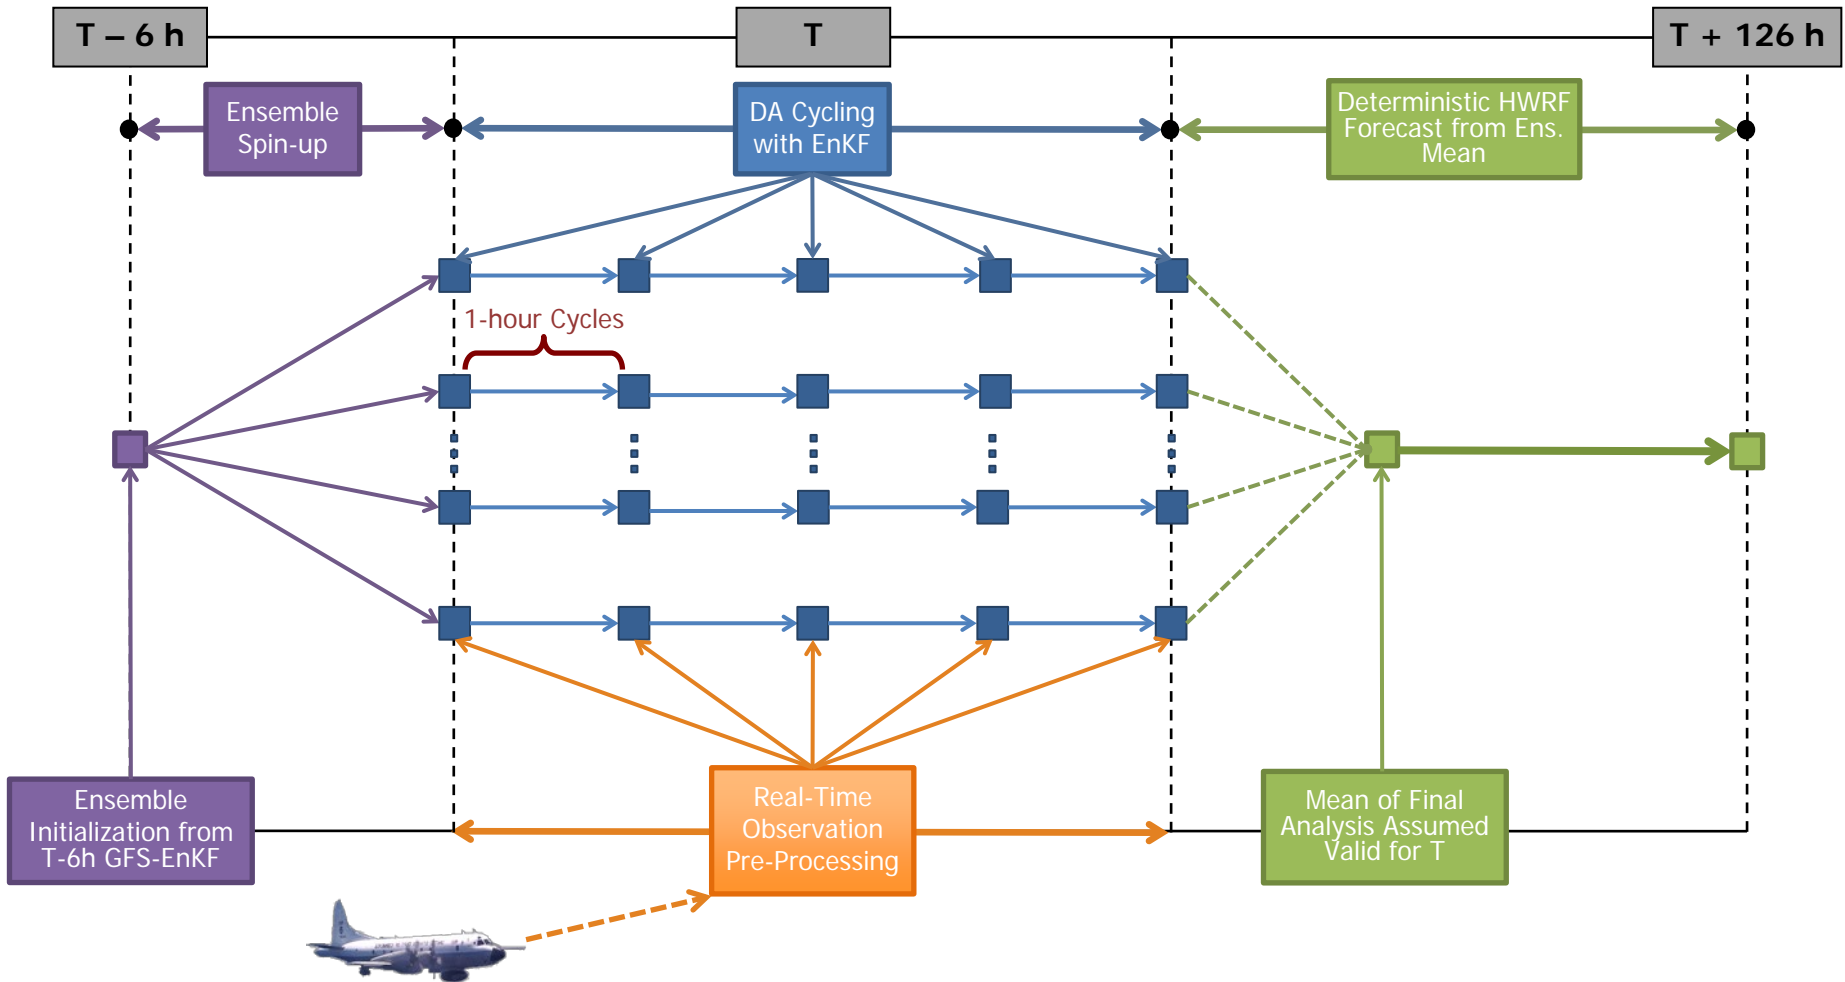 T – 6 h
T
T + 126 h
Ensemble
Spin-up
DA Cycling
with EnKF
Deterministic HWRF
Forecast from Ens.
Mean
1-hour Cycles
Ensemble
Initialization from
T-6h GFS-EnKF
Real-Time
Observation
Pre-Processing
Mean of Final
Analysis Assumed
Valid for T